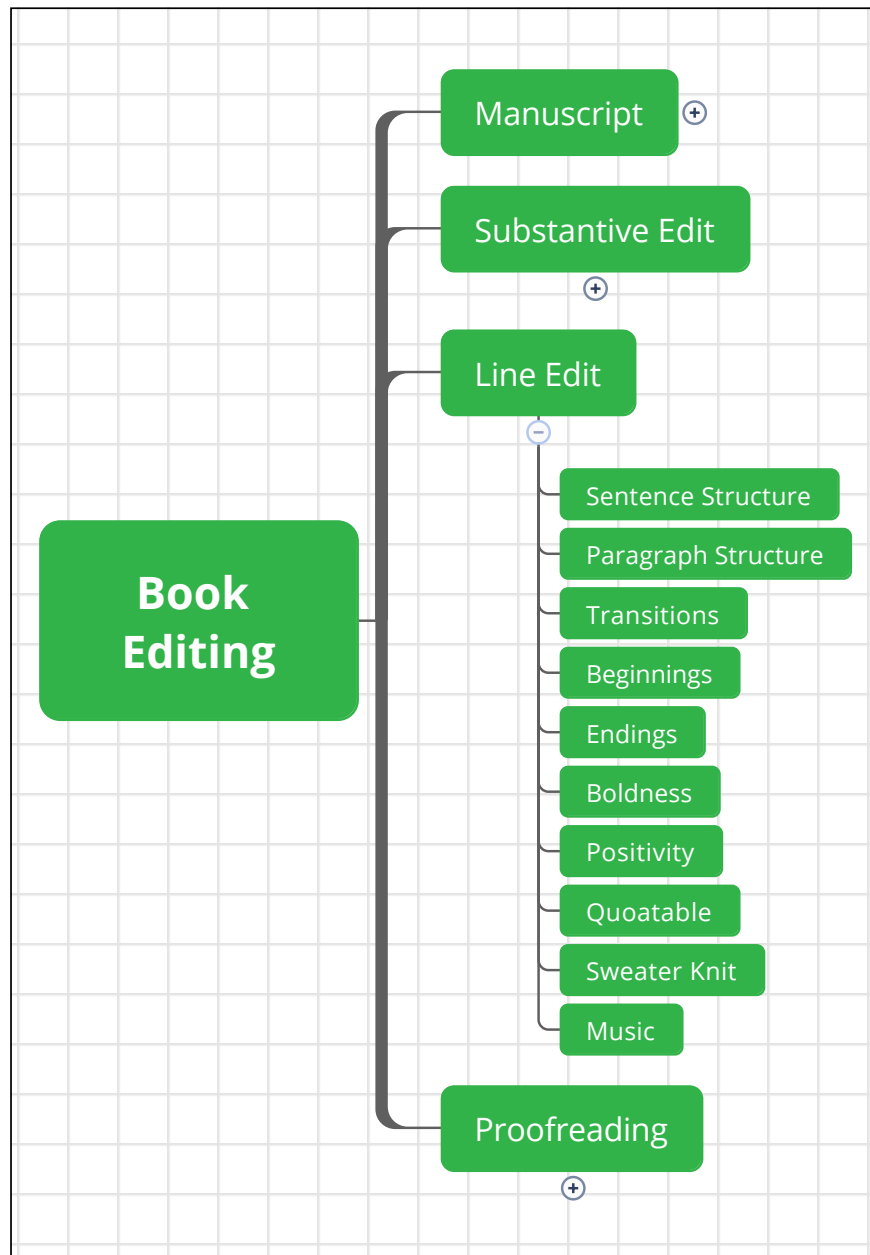 Manuscript
Substantive Edit
Line Edit
Sentence Structure
Paragraph Structure
Transitions
Beginnings
Endings
Boldness
Positivity
Quoatable
Sweater Knit
Music
Book
Editing
Proofreading